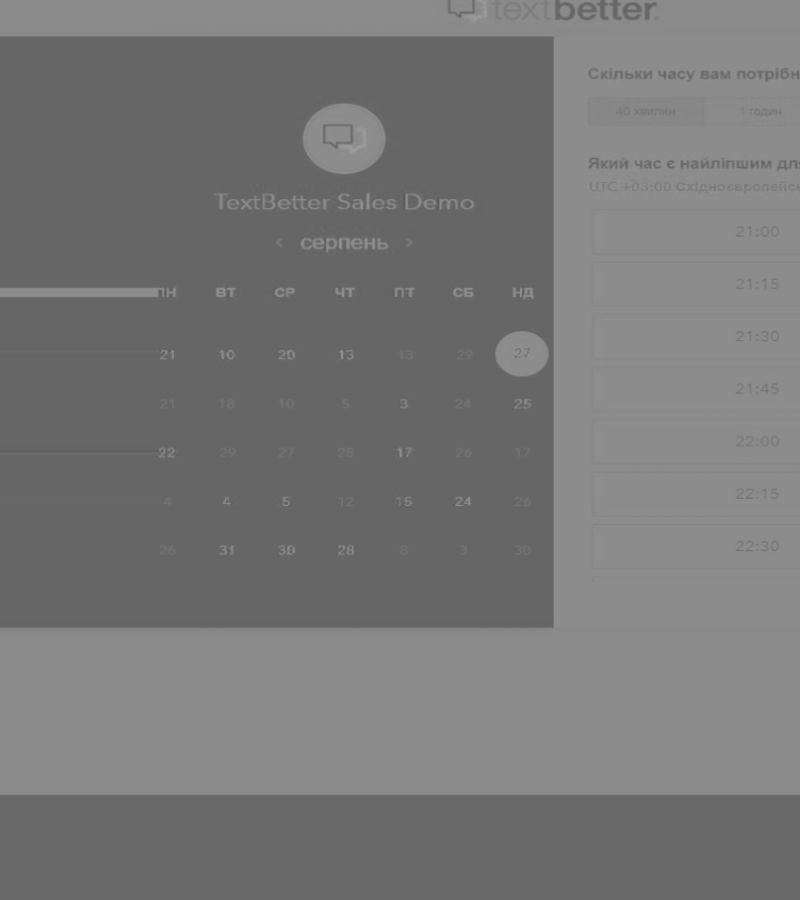 textbetter.
TextBetter Sales Demo
< серпень >
ПН ВТ СР ЧТ ПТ СБ НД
21 10 20 13 13 29 27
21 18 10 5 3 24 25
22 29 27 28 17 26 17
4 4 5 12 15 24 26
26 31 30 28 8 3 30
Скільки часу вам потрібн
40 хвилин 1 годин
Який час є найліпшим для
UTC +03:00 Східноєвропейськ
21:00
21:15
21:30
21:45
22:00
22:15
22:30